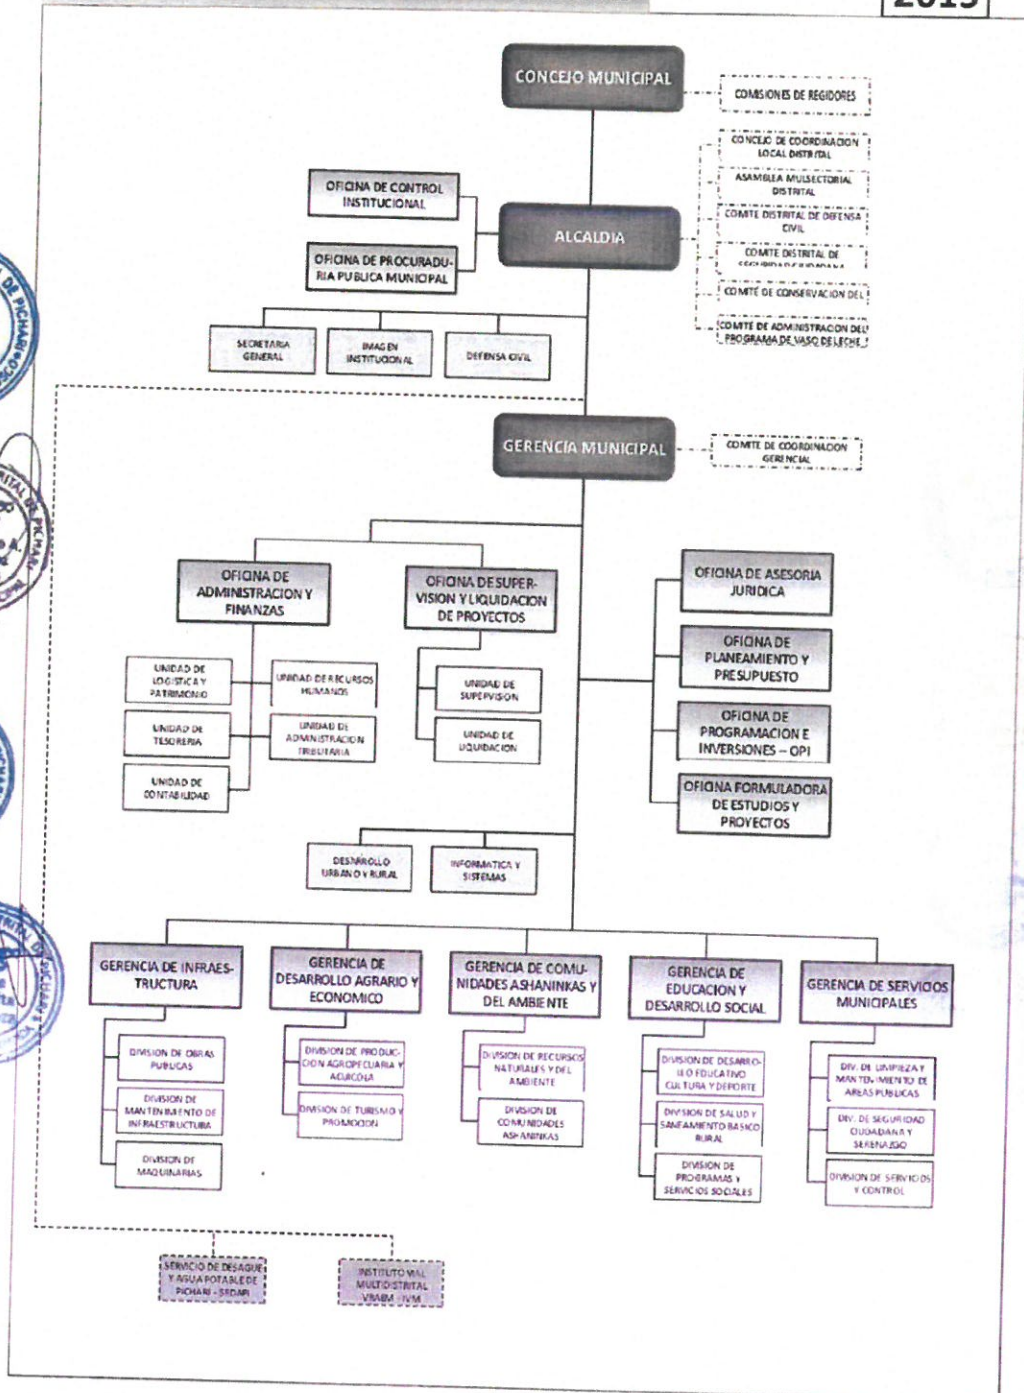 2015
CONCEJO MUNICIPAL
COMISIONES DE REGIDORES
CONCEJO DE COORDINACION
LOCAL DISTRITAL
ASAMBLEA MULSECTORIAL
DISTRITAL
COMITE DISTRITAL DE DEFENSA
CIVIL
COMITE DISTRITAL DE
SEGURIDAD CIUDADANA
COMITÉ DE CONSERVACION DEL
COMITÉ DE ADMINISTRACION DEL
PROGRAMA DE VASO DE LECHE
OFICINA DE CONTROL
INSTITUCIONAL
ALCALDIA
OFICINA DE PROCURADU-
RIA PUBLICA MUNICIPAL
SECRETARIA
GENERAL
IMAGEN
INSTITUCIONAL
DEFENSA CIVIL
GERENCIA MUNICIPAL
COMITE DE COORDINACION
GERENCIAL
OFICINA DE
ADMINISTRACION Y
FINANZAS
OFICINA DE SUPER-
VISION Y LIQUIDACION
DE PROYECTOS
OFICINA DE ASESORIA
JURIDICA
OFICINA DE
PLANEAMIENTO Y
PRESUPUESTO
OFICINA DE
PROGRAMACION E
INVERSIONES – OPI
OFICINA FORMULADORA
DE ESTUDIOS Y
PROYECTOS
UNIDAD DE
LOGISTICA Y
PATRIMONIO
UNIDAD DE RECURSOS
HUMANOS
UNIDAD DE
TESORERIA
UNIDAD DE
ADMINISTRACION
TRIBUTARIA
UNIDAD DE
CONTABILIDAD
UNIDAD DE
SUPERVISION
UNIDAD DE
LIQUIDACION
DESARROLLO
URBANO Y RURAL
INFORMATICA Y
SISTEMAS
GERENCIA DE INFRAES-
TRUCTURA
GERENCIA DE
DESARROLLO AGRARIO Y
ECONOMICO
GERENCIA DE COMU-
NIDADES ASHANINKAS Y
DEL AMBIENTE
GERENCIA DE
EDUCACION Y
DESARROLLO SOCIAL
GERENCIA DE SERVICIOS
MUNICIPALES
DIVISION DE OBRAS
PUBLICAS
DIVISION DE
MANTENIMIENTO DE
INFRAESTRUCTURA
DIVISION DE
MAQUINARIAS
DIVISION DE PRODUC-
CION AGROPECUARIA Y
ACUICOLA
DIVISION DE TURISMO Y
PROMOCION
DIVISION DE RECURSOS
NATURALES Y DEL
AMBIENTE
DIVISION DE
COMUNIDADES
ASHANINKAS
DIVISION DE DESARRO-
LLO EDUCATIVO
CULTURA Y DEPORTE
DIVISION DE SALUD Y
SANEAMIENTO BASICO
RURAL
DIVISION DE
PROGRAMAS Y
SERVICIOS SOCIALES
DIV. DE LIMPIEZA Y
MANTENIMIENTO DE
AREAS PUBLICAS
DIV. DE SEGURIDAD
CIUDADANA Y
SERENAZGO
DIVISION DE SERVICIOS
Y CONTROL
SERVICIO DE DESAGUE
Y AGUA POTABLE DE
PICHARI - SEDAPI
INSTITUTO VIAL
MULTIDISTRITAL
VRAEM - IVM